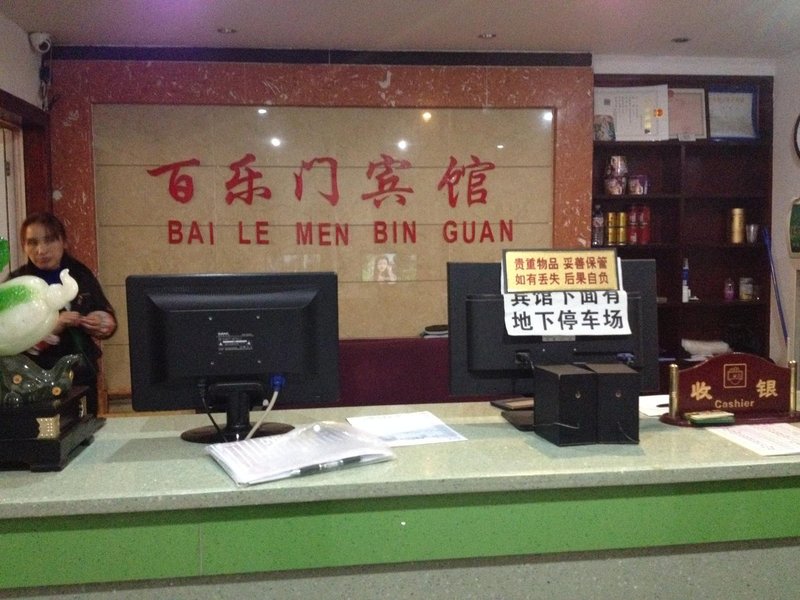 百乐门宾馆
BAI LE MEN BIN GUAN
贵重物品 妥善保管
如有丢失 后果自负
宾馆下面有
地下停车场
收 银
Cashier